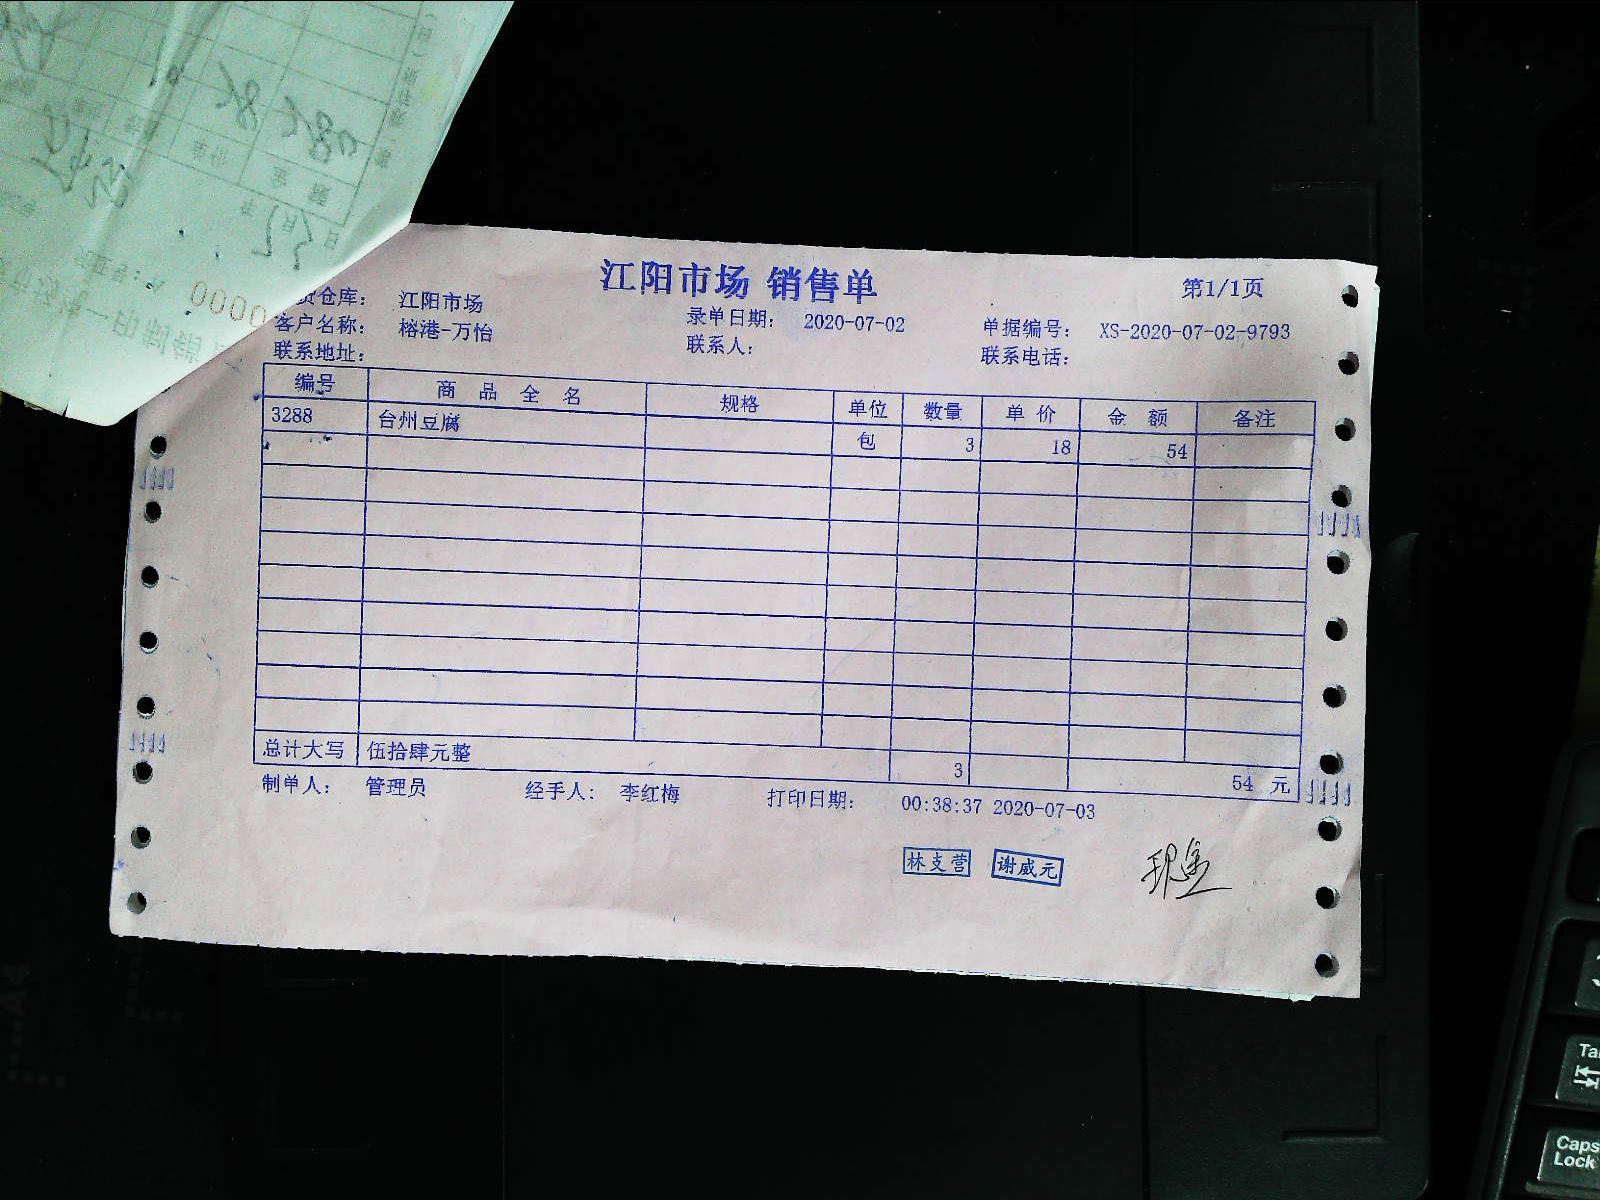 江阳市场 销售单
第1/1页
货仓库： 江阳市场
客户名称： 榕港-万怡 录单日期： 2020-07-02 单据编号： XS-2020-07-02-9793
联系地址： 联系人： 联系电话：
编号 商品全名 规格 单位 数量 单价 金额 备注
3288 台州豆腐 包 3 18 54
总计大写 伍拾肆元整 3 54 元
制单人： 管理员 经手人： 李红梅 打印日期： 00:38:37 2020-07-03
林支营 谢威元
0000
Caps
Lock